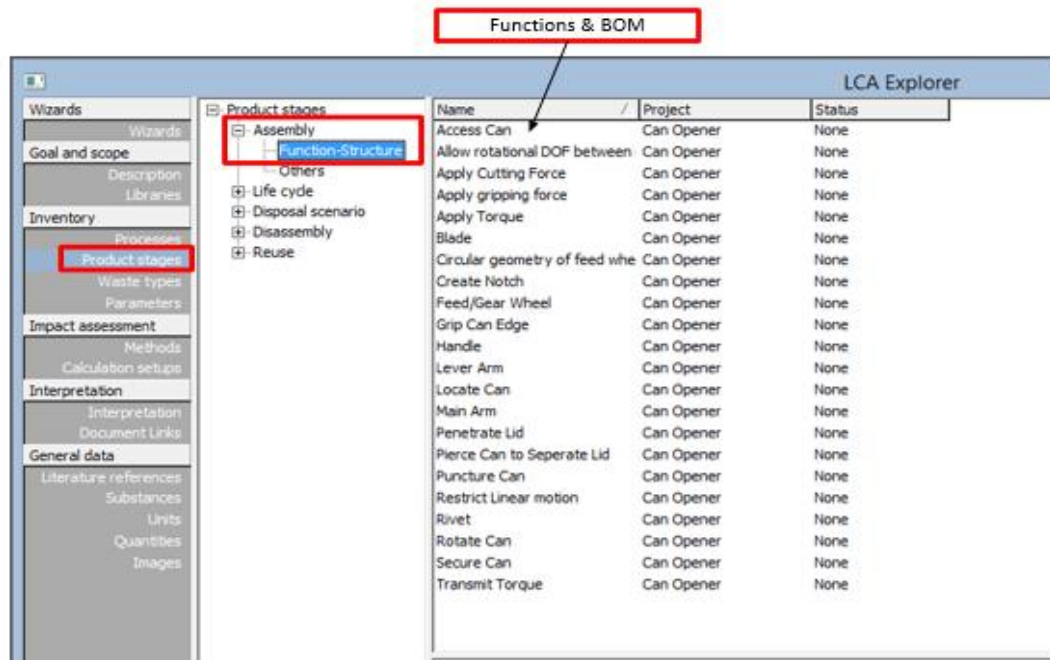 Functions & BOM
LCA Explorer
Wizards
Wizards
Goal and scope
Description
Libraries
Inventory
Processes
Product stages
Waste types
Parameters
Impact assessment
Methods
Calculation setups
Interpretation
Interpretation
Document Links
General data
Literature references
Substances
Units
Quantities
Images
Product stages
Assembly
Function-Structure
Others
Life cycle
Disposal scenario
Disassembly
Reuse
Name / Project Status
Access Can Can Opener None
Allow rotational DOF between Can Opener None
Apply Cutting Force Can Opener None
Apply gripping force Can Opener None
Apply Torque Can Opener None
Blade Can Opener None
Circular geometry of feed whe Can Opener None
Create Notch Can Opener None
Feed/Gear Wheel Can Opener None
Grip Can Edge Can Opener None
Handle Can Opener None
Lever Arm Can Opener None
Locate Can Can Opener None
Main Arm Can Opener None
Penetrate Lid Can Opener None
Pierce Can to Seperate Lid Can Opener None
Puncture Can Can Opener None
Restrict Linear motion Can Opener None
Rivet Can Opener None
Rotate Can Can Opener None
Secure Can Can Opener None
Transmit Torque Can Opener None